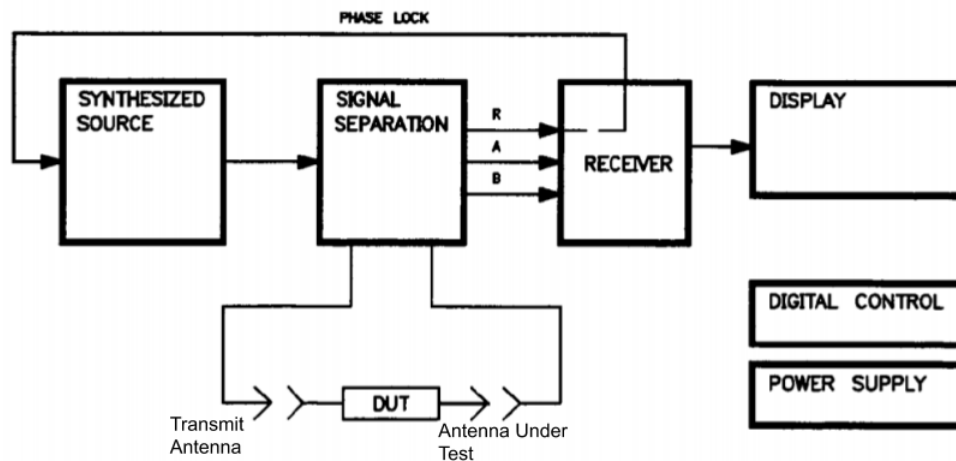 PHASE LOCK
SYNTHESIZED
SOURCE
SIGNAL
SEPARATION
R
A
B
RECEIVER
DISPLAY
DIGITAL CONTROL
POWER SUPPLY
DUT
Transmit
Antenna
Antenna Under
Test